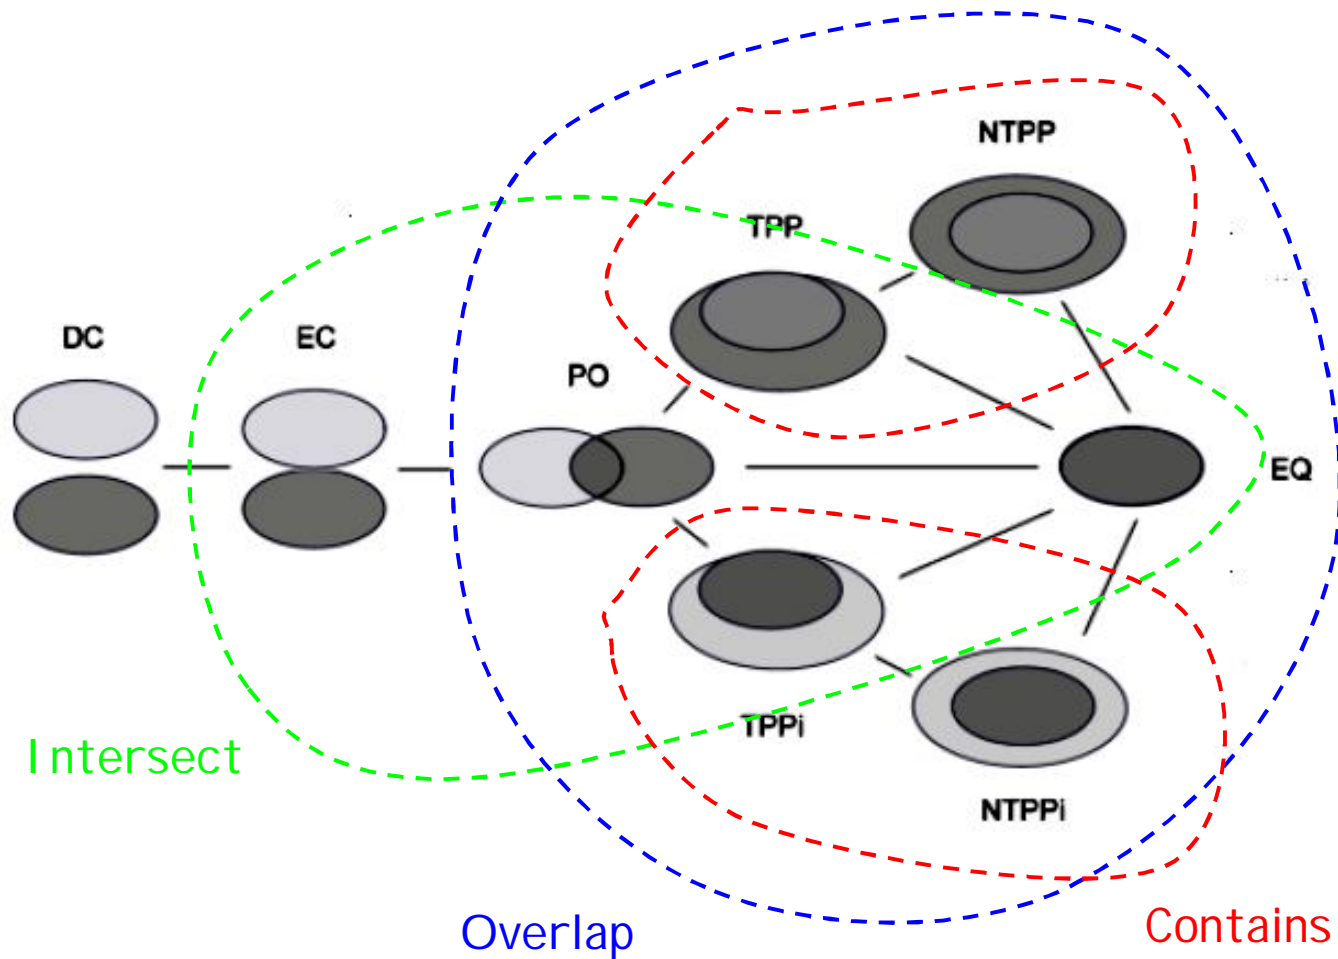 NTPP
TPP
DC
EC
PO
EQ
TPPi
Intersect
NTPPi
Overlap
Contains